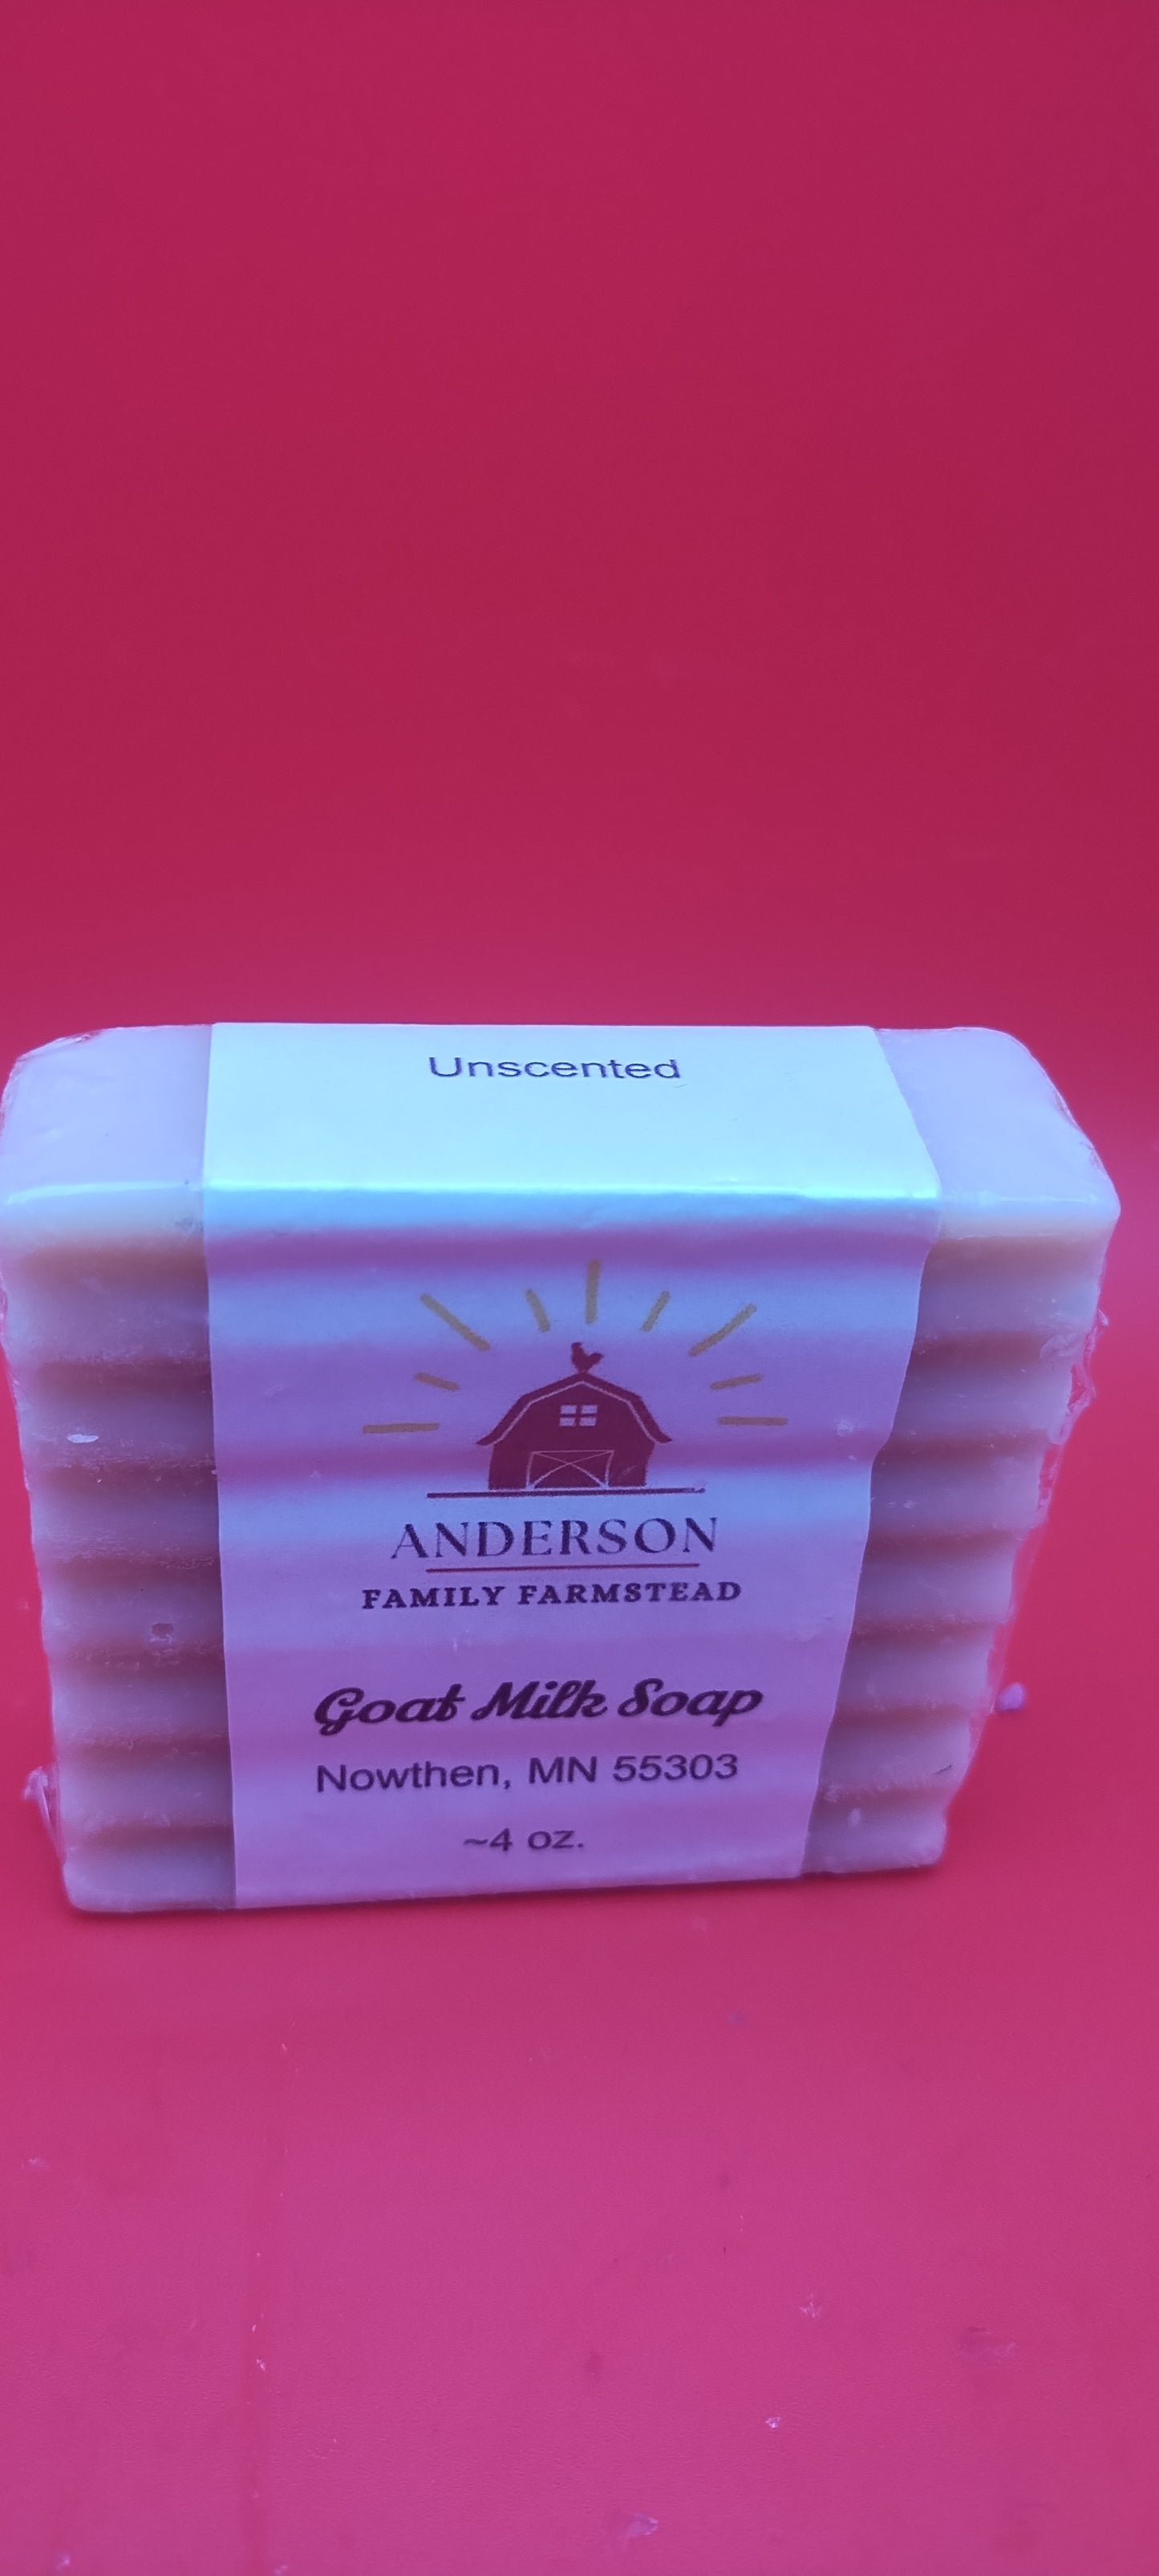 Unscented
ANDERSON
FAMILY FARMSTEAD
Goat Milk Soap
Nowthen, MN 55303
~4 oz.